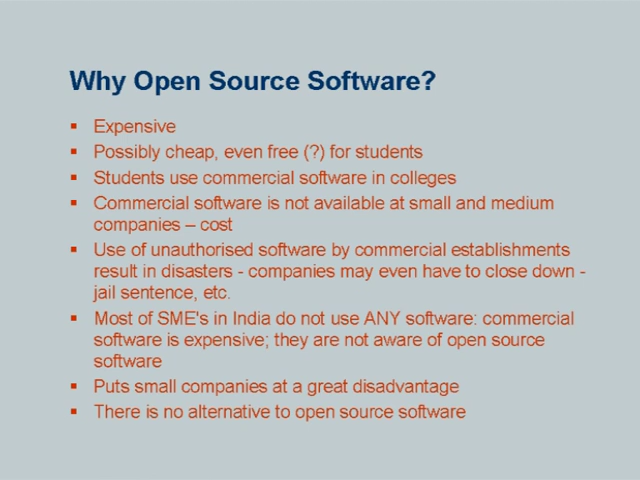 Why Open Source Software?
▪ Expensive
▪ Possibly cheap, even free (?) for students
▪ Students use commercial software in colleges
▪ Commercial software is not available at small and medium
companies – cost
▪ Use of unauthorised software by commercial establishments
result in disasters - companies may even have to close down -
jail sentence, etc.
▪ Most of SME's in India do not use ANY software: commercial
software is expensive; they are not aware of open source
software
▪ Puts small companies at a great disadvantage
▪ There is no alternative to open source software